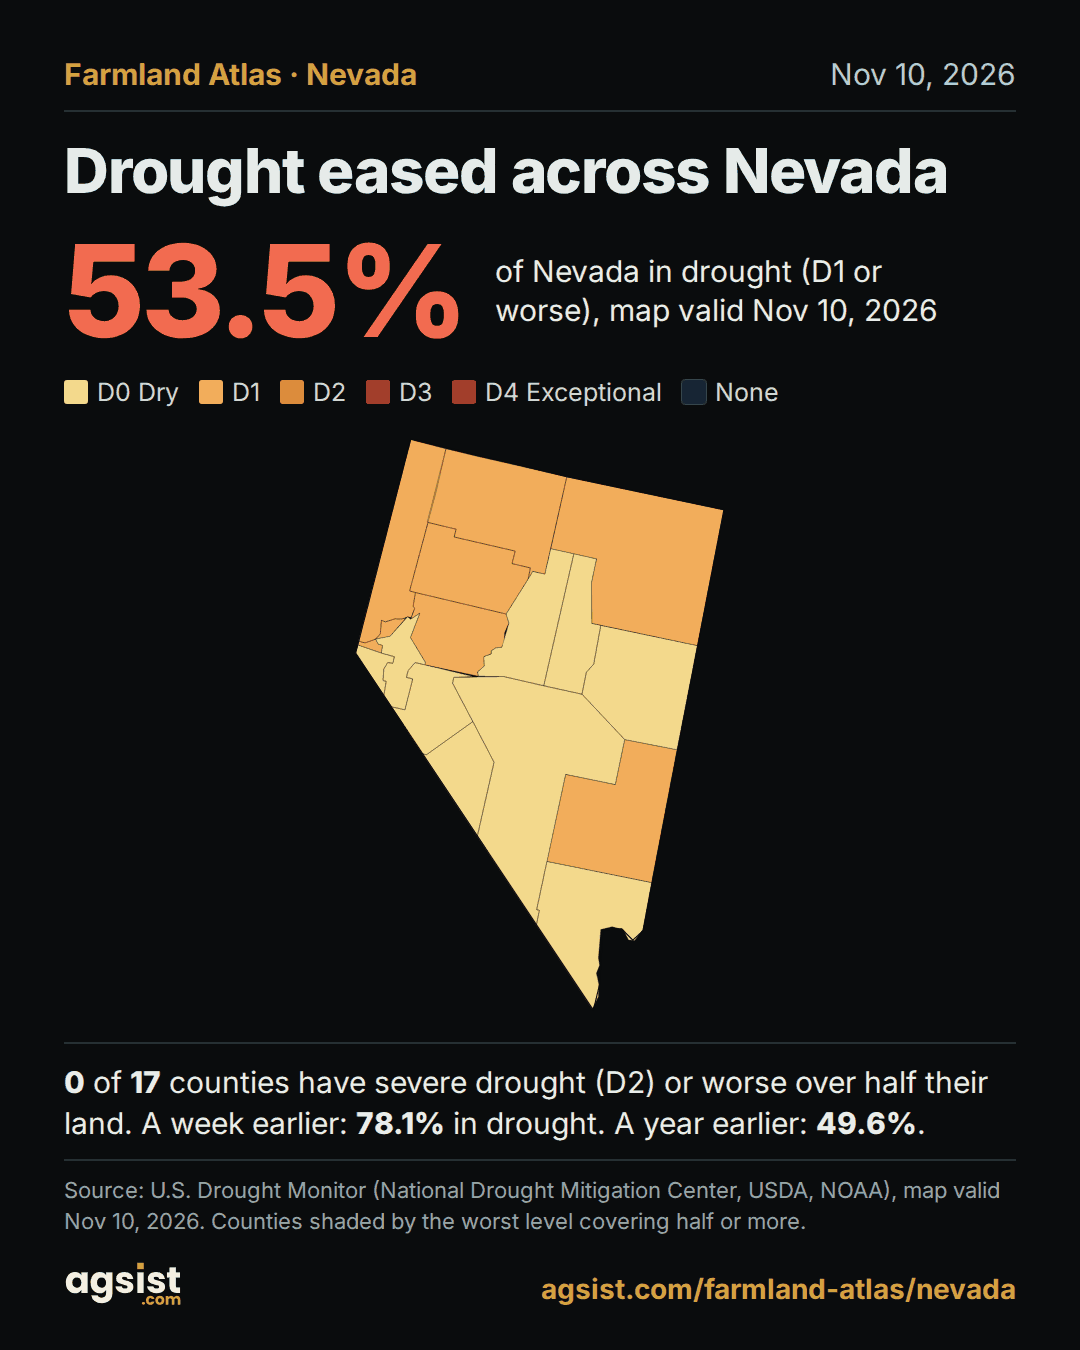 Farmland Atlas · Nevada
Nov 10, 2026
Drought eased across Nevada
53.5%
of Nevada in drought (D1 or
worse), map valid Nov 10, 2026
D0 Dry D1 D2 D3 D4 Exceptional None
0 of 17 counties have severe drought (D2) or worse over half their
land. A week earlier: 78.1% in drought. A year earlier: 49.6%.
Source: U.S. Drought Monitor (National Drought Mitigation Center, USDA, NOAA), map valid
Nov 10, 2026. Counties shaded by the worst level covering half or more.
agsist
.com
agsist.com/farmland-atlas/nevada